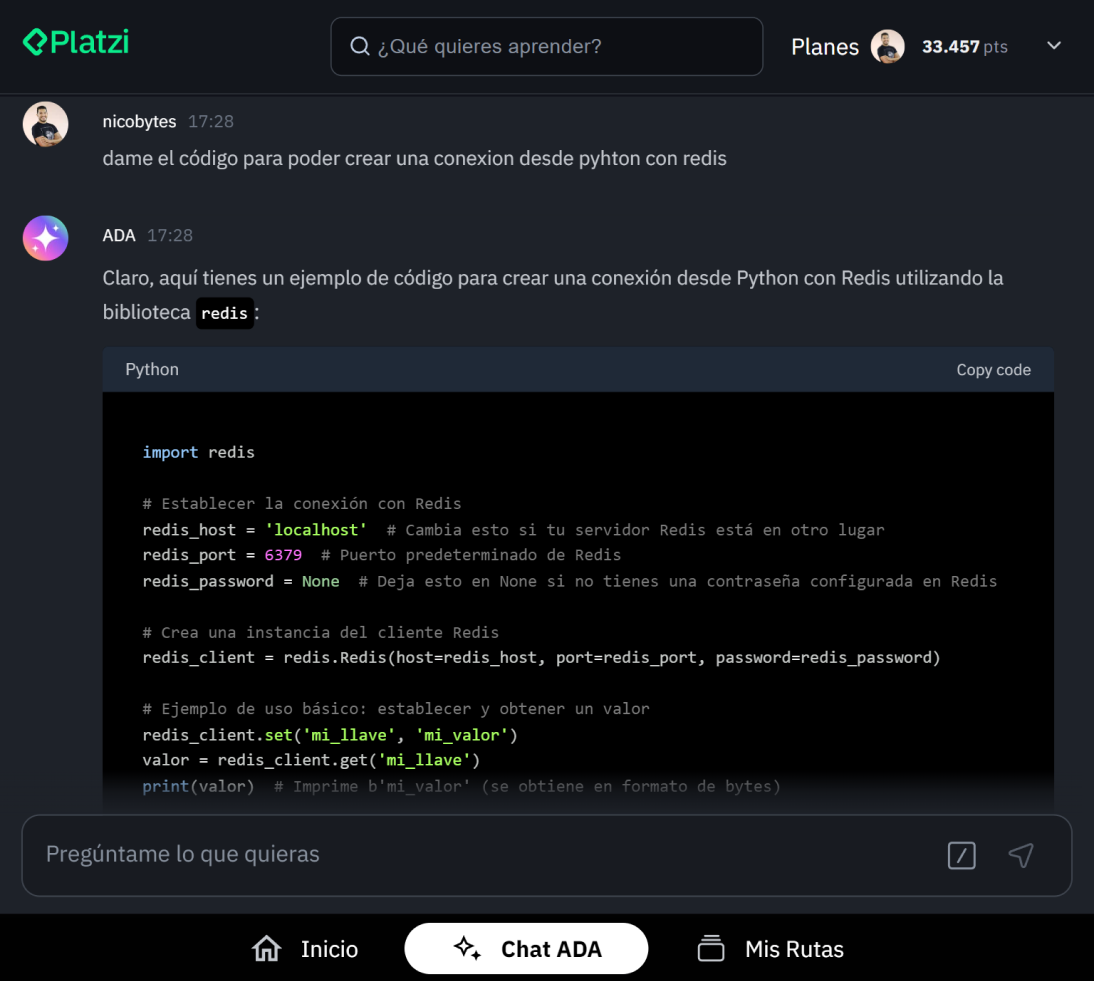 Platzi
¿Qué quieres aprender?
Planes
33.457 pts
nicobytes 17:28
dame el código para poder crear una conexion desde pyhton con redis
ADA 17:28
Claro, aquí tienes un ejemplo de código para crear una conexión desde Python con Redis utilizando la
biblioteca redis:
Python
Copy code
import redis
# Establecer la conexión con Redis
redis_host = 'localhost'  # Cambia esto si tu servidor Redis está en otro lugar
redis_port = 6379  # Puerto predeterminado de Redis
redis_password = None  # Deja esto en None si no tienes una contraseña configurada en Redis
# Crea una instancia del cliente Redis
redis_client = redis.Redis(host=redis_host, port=redis_port, password=redis_password)
# Ejemplo de uso básico: establecer y obtener un valor
redis_client.set('mi_llave', 'mi_valor')
valor = redis_client.get('mi_llave')
print(valor)  # Imprime b'mi_valor' (se obtiene en formato de bytes)
Pregúntame lo que quieras
Inicio
Chat ADA
Mis Rutas